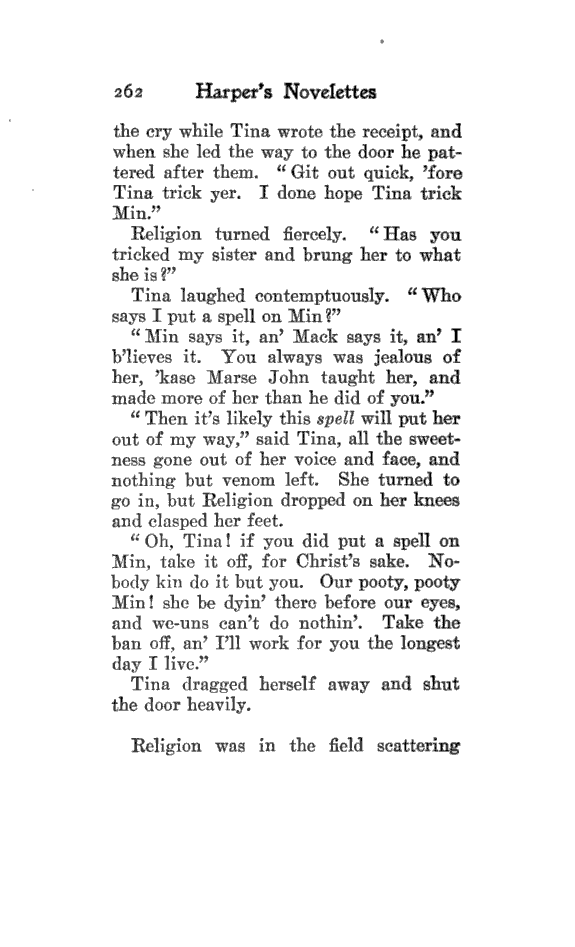 262 Harper's Novelettes
the cry while Tina wrote the receipt, and
when she led the way to the door he pat-
tered after them. “Git out quick, ’fore
Tina trick yer. I done hope Tina trick
Min.”
Religion turned fiercely. “Has you
tricked my sister and brung her to what
she is?”
Tina laughed contemptuously. “Who
says I put a spell on Min?”
“Min says it, an’ Mack says it, an’ I
b’lieves it. You always was jealous of
her, ’kase Marse John taught her, and
made more of her than he did of you.”
“Then it’s likely this spell will put her
out of my way,” said Tina, all the sweet-
ness gone out of her voice and face, and
nothing but venom left. She turned to
go in, but Religion dropped on her knees
and clasped her feet.
“Oh, Tina! if you did put a spell on
Min, take it off, for Christ’s sake. No-
body kin do it but you. Our pooty, pooty
Min! she be dyin’ there before our eyes,
and we-uns can’t do nothin’. Take the
ban off, an’ I’ll work for you the longest
day I live.”
Tina dragged herself away and shut
the door heavily.
Religion was in the field scattering